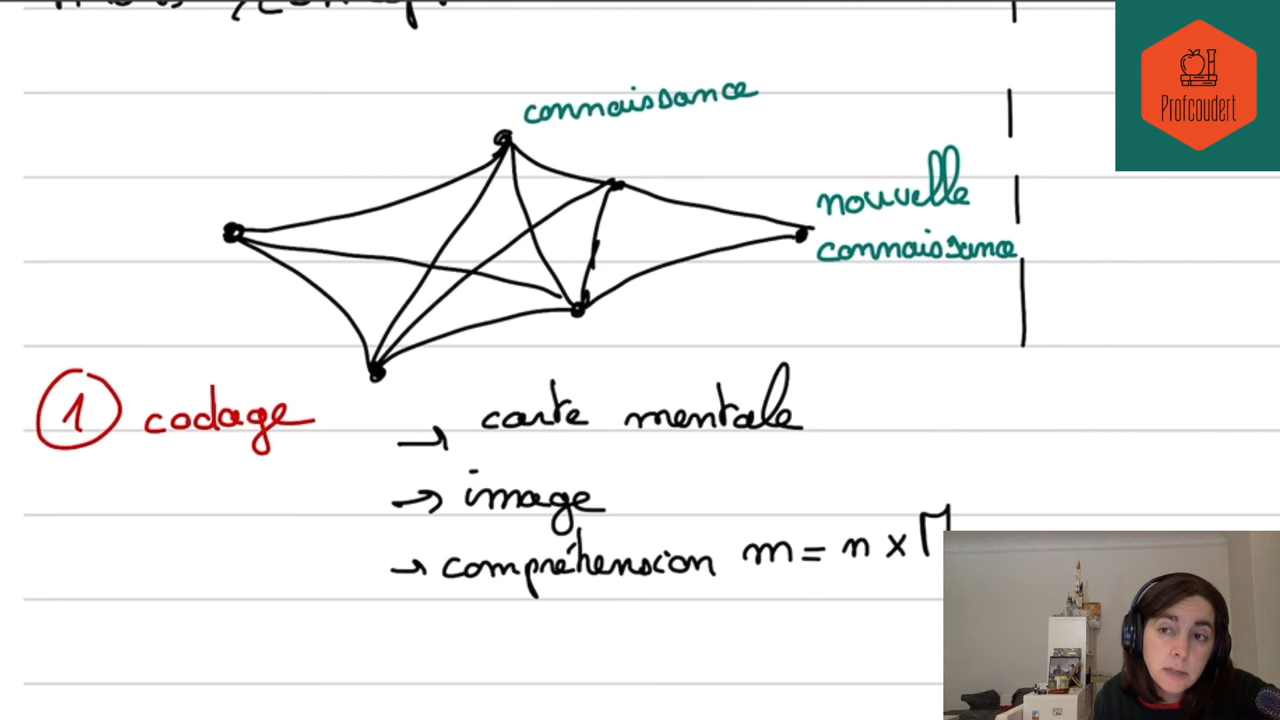 connaissance
Profcoudert
nouvelle
connaissance
1 codage
→ carte mentale
→ image
→ compréhension m = n x M